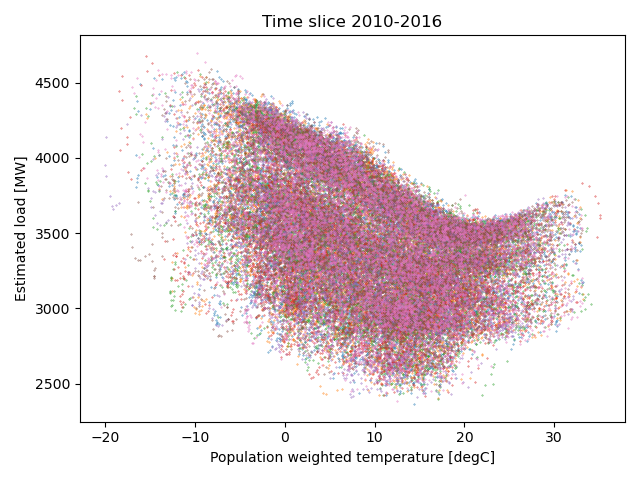 Time slice 2010-2016
Estimated load [MW]
4500
4000
3500
3000
2500
−20 −10 0 10 20 30
Population weighted temperature [degC]